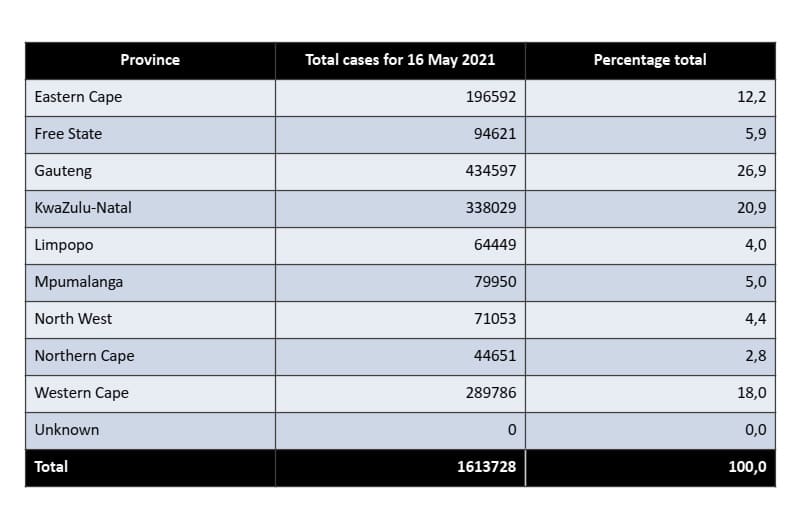 Province Total cases for 16 May 2021 Percentage total
Eastern Cape 196592 12,2
Free State 94621 5,9
Gauteng 434597 26,9
KwaZulu-Natal 338029 20,9
Limpopo 64449 4,0
Mpumalanga 79950 5,0
North West 71053 4,4
Northern Cape 44651 2,8
Western Cape 289786 18,0
Unknown 0 0,0
Total 1613728 100,0